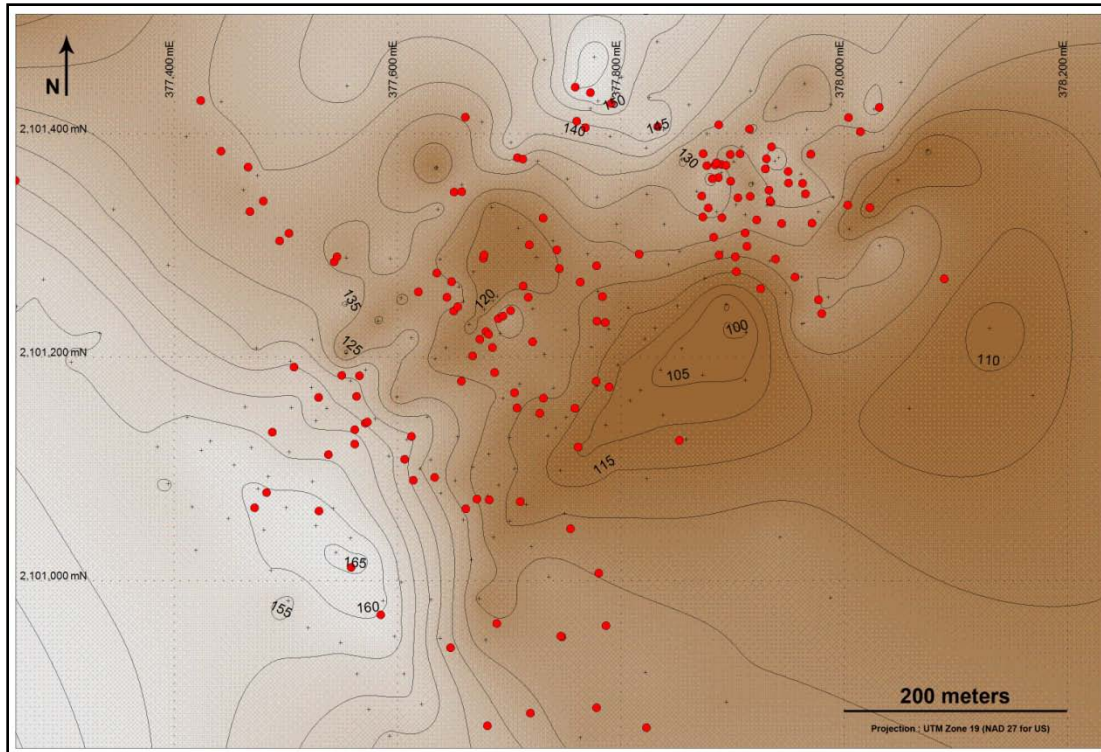 377,400 mE
377,600 mE
377,800 mE
378,000 mE
378,200 mE
N
2,101,400 mN
150
145
140
130
135
120
125
100
105
110
2,101,200 mN
115
2,101,000 mN
165
160
155
200 meters
Projection : UTM Zone 19 (NAD 27 for US)